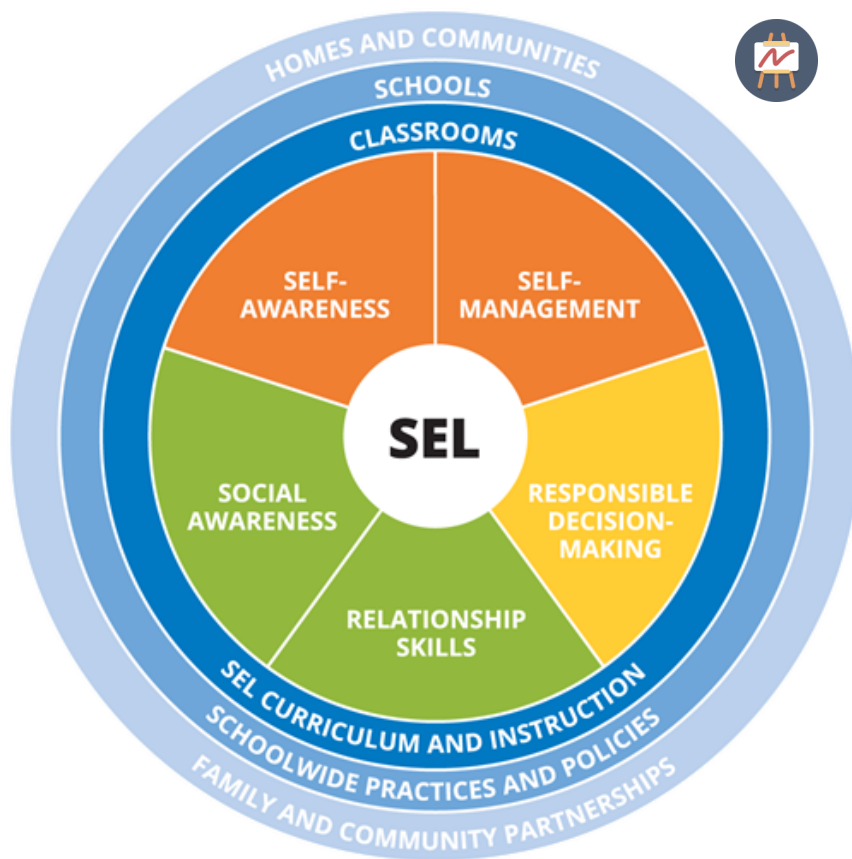 HOMES AND COMMUNITIES
SCHOOLS
CLASSROOMS
SELF-
AWARENESS
SELF-
MANAGEMENT
SEL
SOCIAL
AWARENESS
RESPONSIBLE
DECISION-
MAKING
RELATIONSHIP
SKILLS
SEL CURRICULUM AND INSTRUCTION
SCHOOLWIDE PRACTICES AND POLICIES
FAMILY AND COMMUNITY PARTNERSHIPS